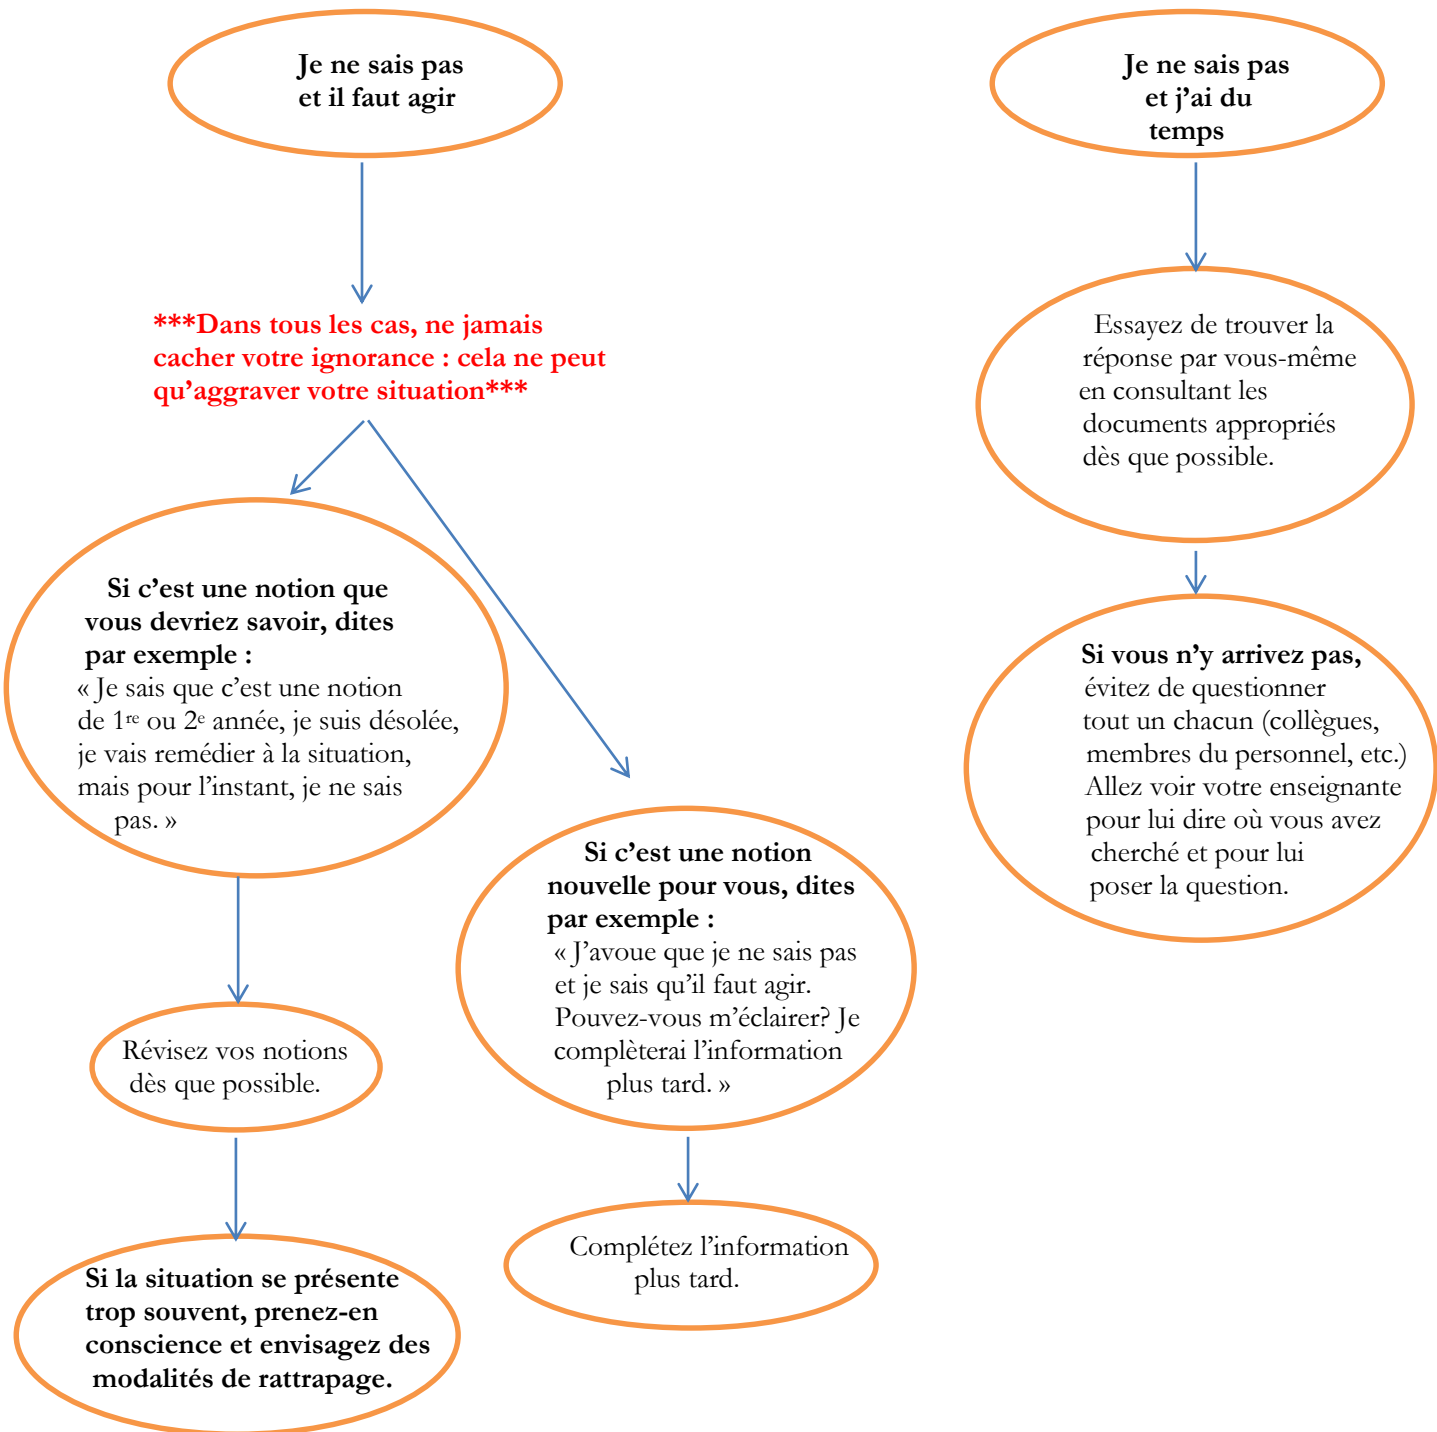 Je ne sais pas
et il faut agir
***Dans tous les cas, ne jamais
cacher votre ignorance : cela ne peut
qu’aggraver votre situation***
Si c’est une notion que
vous devriez savoir, dites
par exemple :
« Je sais que c’est une notion
de 1re ou 2e année, je suis désolée,
je vais remédier à la situation,
mais pour l’instant, je ne sais
pas. »
Révisez vos notions
dès que possible.
Si la situation se présente
trop souvent, prenez-en
conscience et envisagez des
modalités de rattrapage.
Si c’est une notion
nouvelle pour vous, dites
par exemple :
« J’avoue que je ne sais pas
et je sais qu’il faut agir.
Pouvez-vous m’éclairer? Je
complèterai l’information
plus tard. »
Complétez l’information
plus tard.
Je ne sais pas
et j’ai du
temps
Essayez de trouver la
réponse par vous-même
en consultant les
documents appropriés
dès que possible.
Si vous n’y arrivez pas,
évitez de questionner
tout un chacun (collègues,
membres du personnel, etc.)
Allez voir votre enseignante
pour lui dire où vous avez
cherché et pour lui
poser la question.